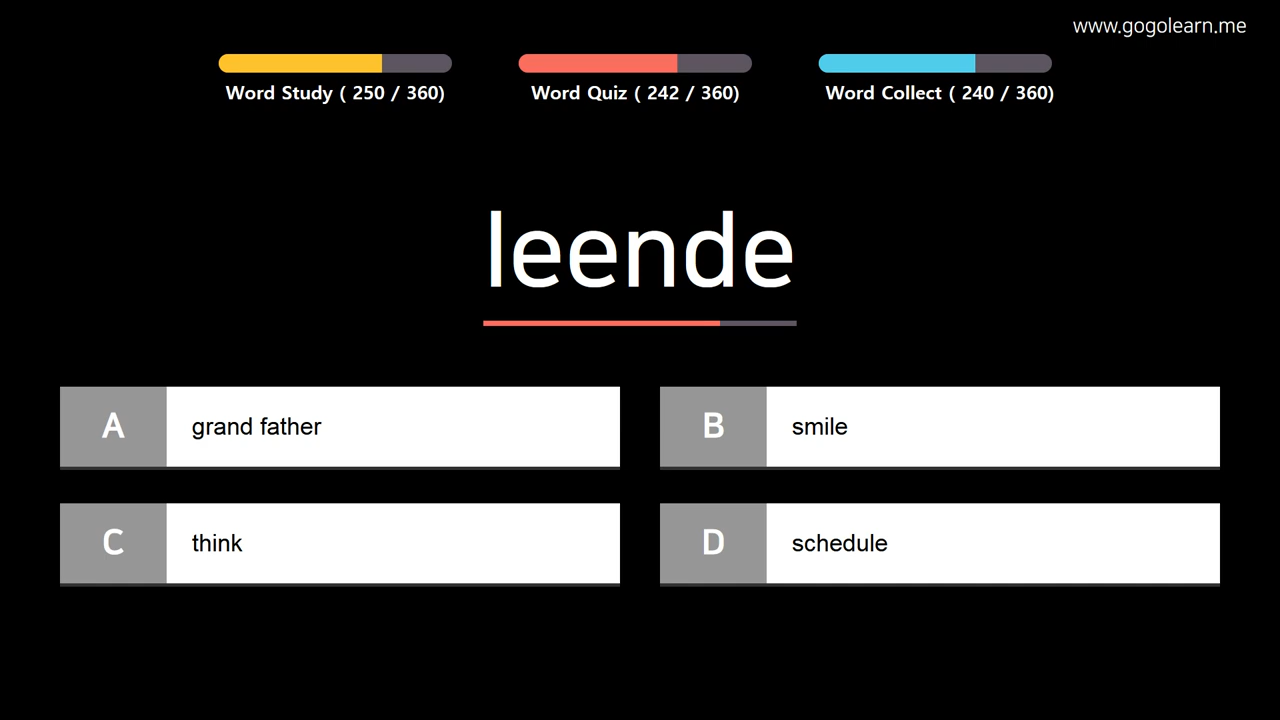 www.gogolearn.me
Word Study ( 250 / 360)
Word Quiz ( 242 / 360)
Word Collect ( 240 / 360)
leende
A grand father
B smile
C think
D schedule